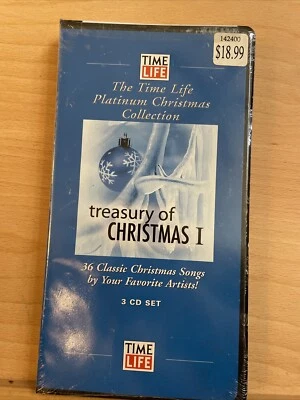 142400
$18.99
TIME
LIFE
The Time Life
Platinum Christmas
Collection
treasury of
CHRISTMAS I
36 Classic Christmas Songs
by Your Favorite Artists!
3 CD SET
TIME
LIFE